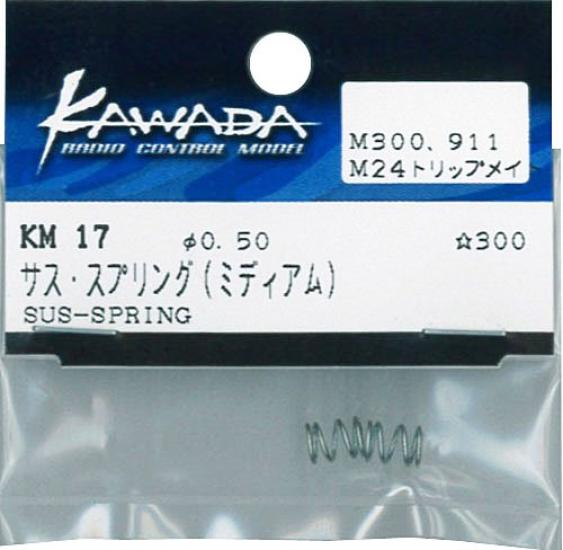 KAWADA
RADIO CONTROL MODEL
M300、911
M24トリップメイ
KM 17 φ0.50 ☆300
サス・スプリング(ミディアム)
SUS-SPRING